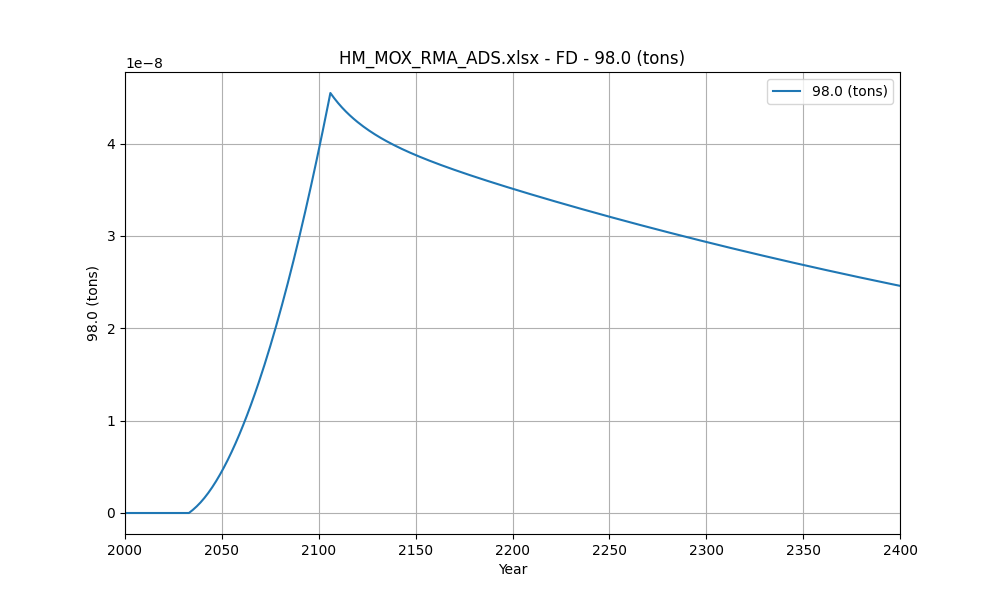 HM_MOX_RMA_ADS.xlsx - FD - 98.0 (tons)
1e−8
98.0 (tons)
4
3
2
1
0
98.0 (tons)
2000 2050 2100 2150 2200 2250 2300 2350 2400
Year